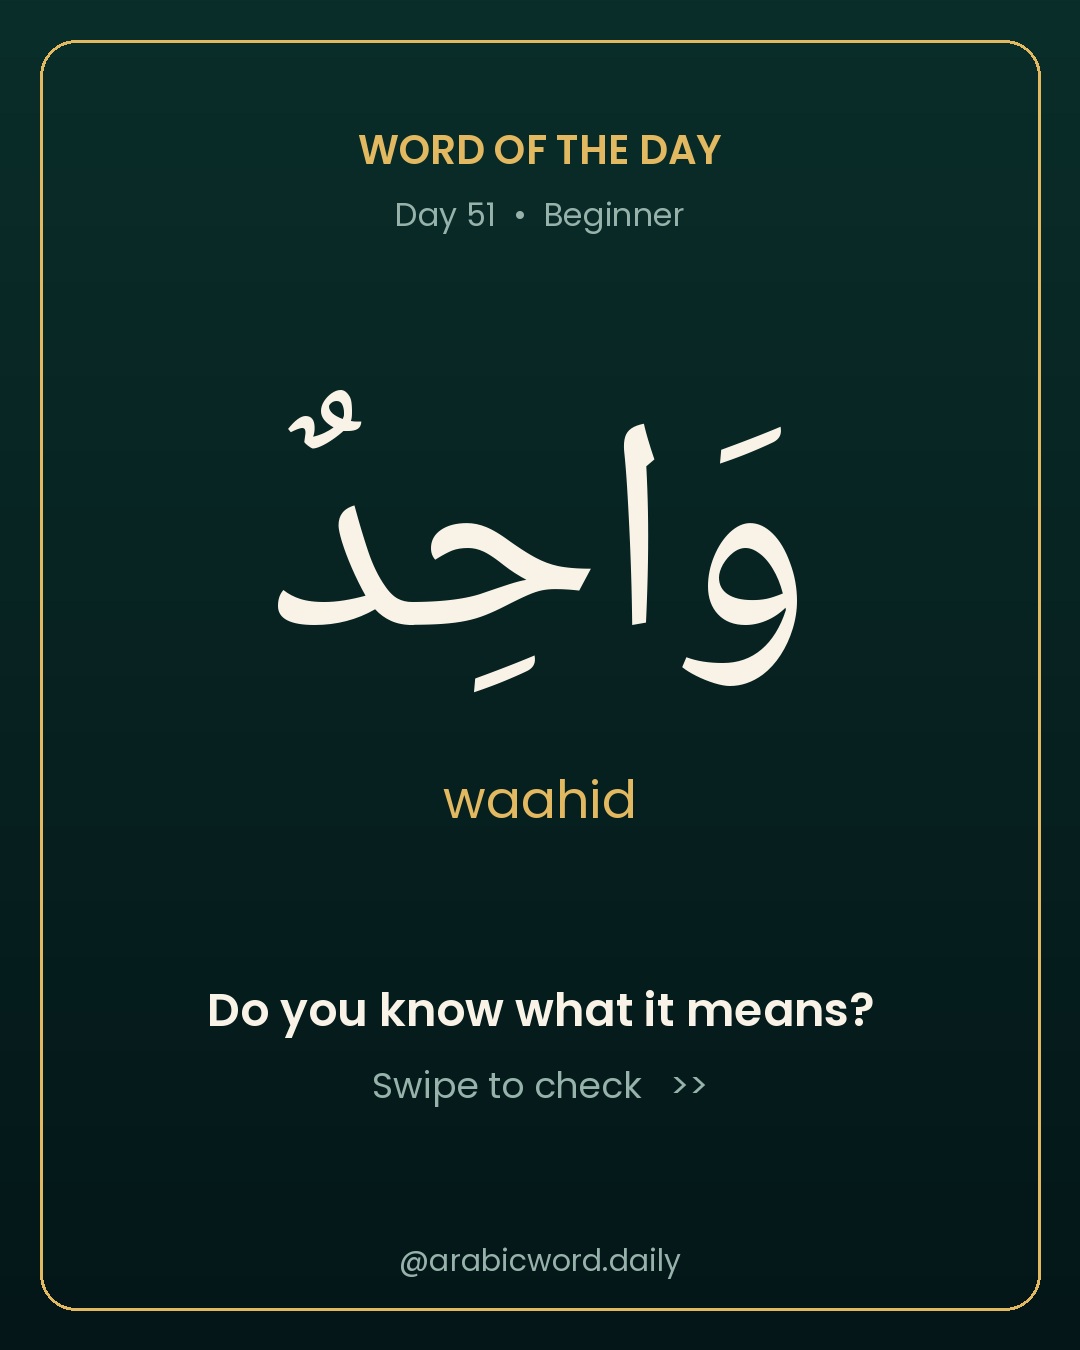 WORD OF THE DAY
Day 51 • Beginner
وَاحِدٌ
waahid
Do you know what it means?
Swipe to check >>
@arabicword.daily